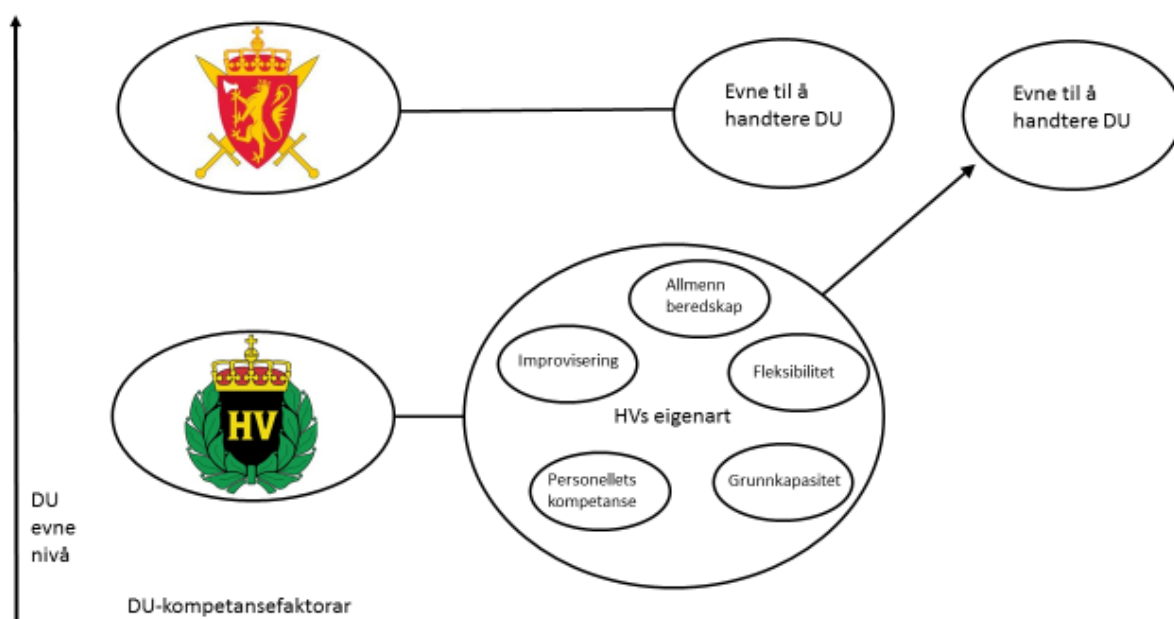 Evne til å
handtere DU
Evne til å
handtere DU
Allmenn
beredskap
Improvisering
Fleksibilitet
HV
HVs eigenart
Personellets
kompetanse
Grunnkapasitet
DU
evne
nivå
DU-kompetansefaktorar